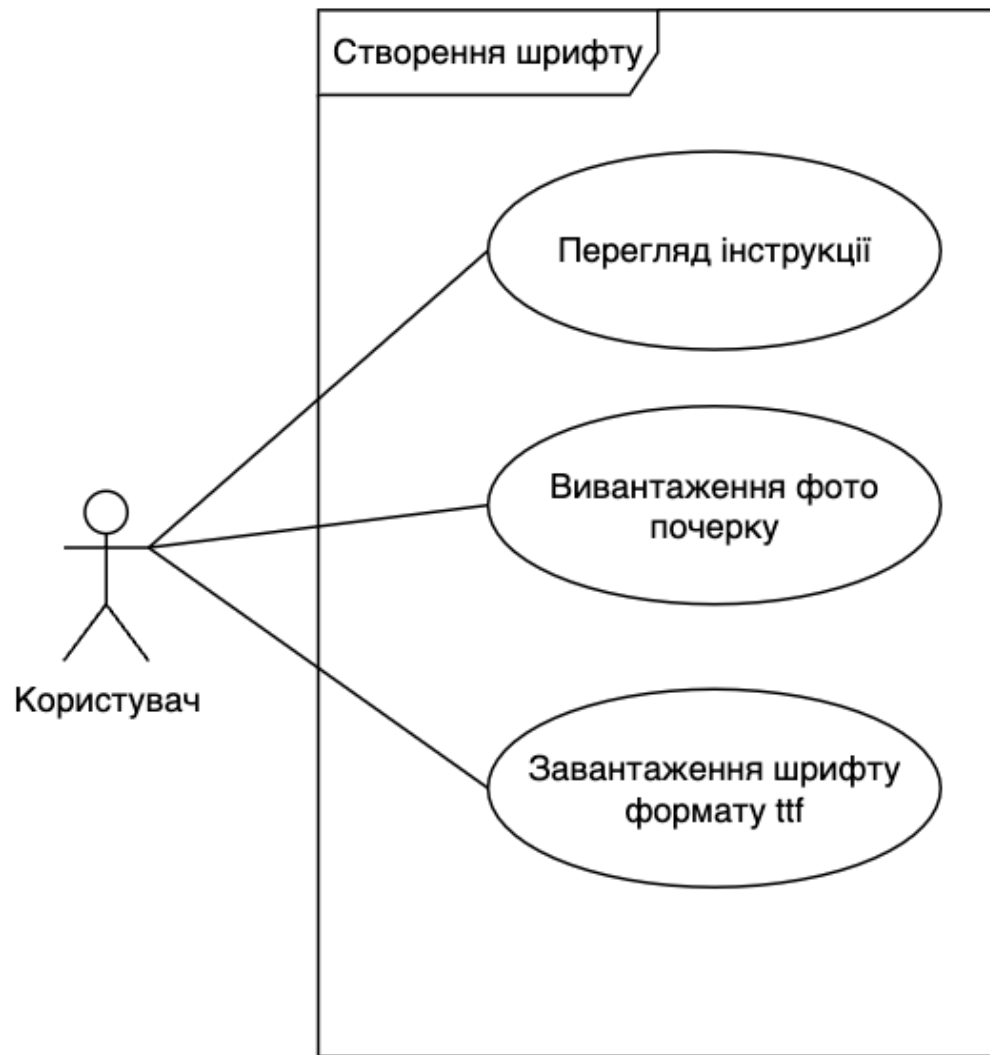 Створення шрифту
Перегляд інструкції
Вивантаження фото
почерку
Користувач
Завантаження шрифту
формату ttf